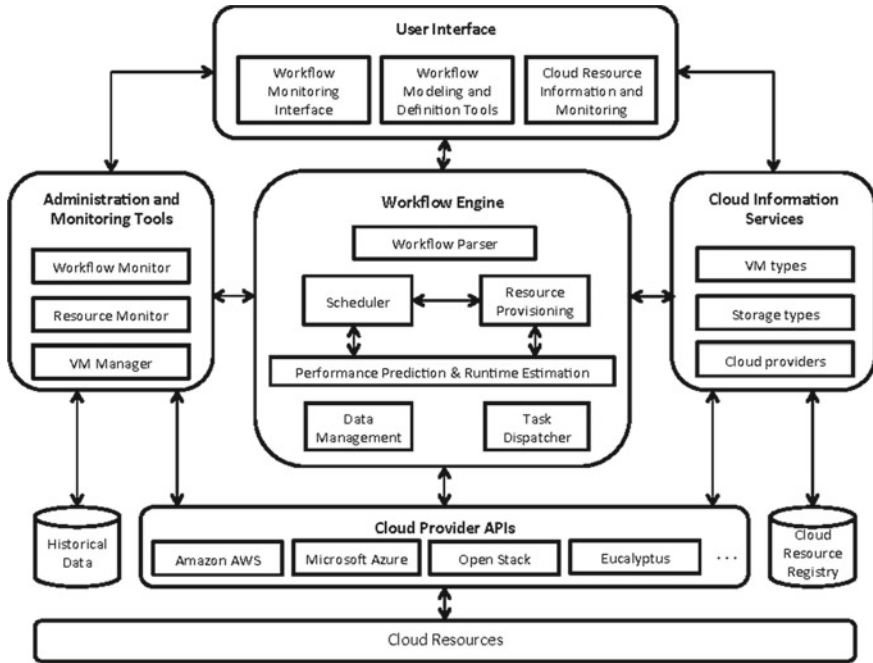 User Interface
Workflow
Monitoring
Interface
Workflow
Modeling and
Definition Tools
Cloud Resource
Information and
Monitoring
Administration and
Monitoring Tools
Workflow Monitor
Resource Monitor
VM Manager
Workflow Engine
Workflow Parser
Scheduler
Resource
Provisioning
Performance Prediction & Runtime Estimation
Data
Management
Task
Dispatcher
Cloud Information
Services
VM types
Storage types
Cloud providers
Historical
Data
Cloud Provider APIs
Amazon AWS
Microsoft Azure
Open Stack
Eucalyptus
...
Cloud
Resource
Registry
Cloud Resources